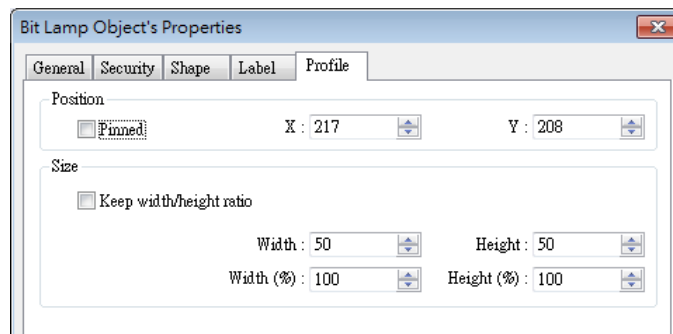 Bit Lamp Object's Properties
General Security Shape Label Profile
Position
Pinned X : 217 Y : 208
Size
Keep width/height ratio
Width : 50 Height : 50
Width (%) : 100 Height (%) : 100